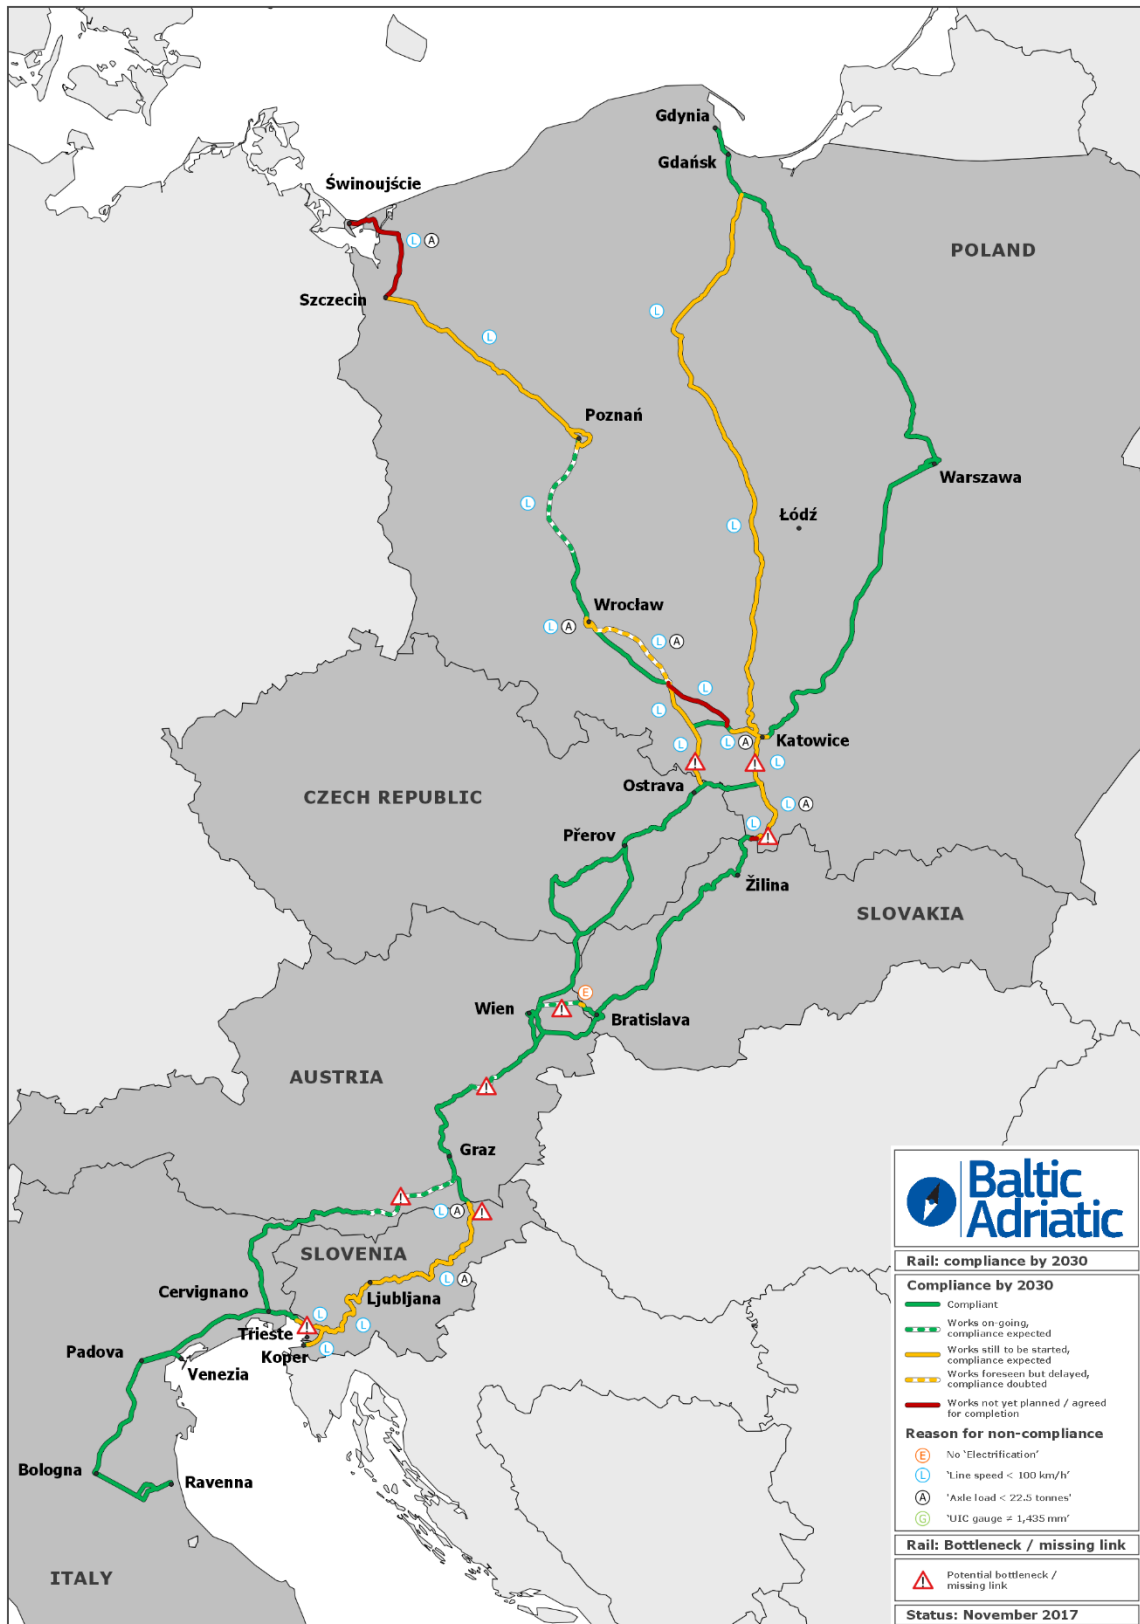 Gdynia
Gdańsk
Świnoujście
POLAND
L A
Szczecin
L
L
Poznań
Warszawa
L
L
Łódź
Wrocław
L A
L A
L
L
L
L A
Katowice
!
!
L
Ostrava
CZECH REPUBLIC
L A
L
!
Přerov
Žilina
SLOVAKIA
E
Wien
!
Bratislava
AUSTRIA
!
Graz
!
L A
!
SLOVENIA
L A
Ljubljana
Cervignano
L
L
!
Trieste
Koper
L
Padova
Venezia
Bologna
Ravenna
ITALY
Baltic
Adriatic
Rail: compliance by 2030
Compliance by 2030
Compliant
Works on-going,
compliance expected
Works still to be started,
compliance expected
Works foreseen but delayed,
compliance doubted
Works not yet planned / agreed
for completion
Reason for non-compliance
E No 'Electrification'
L 'Line speed < 100 km/h'
A 'Axle load < 22.5 tonnes'
G 'UIC gauge ≠ 1,435 mm'
Rail: Bottleneck / missing link
! Potential bottleneck /
missing link
Status: November 2017